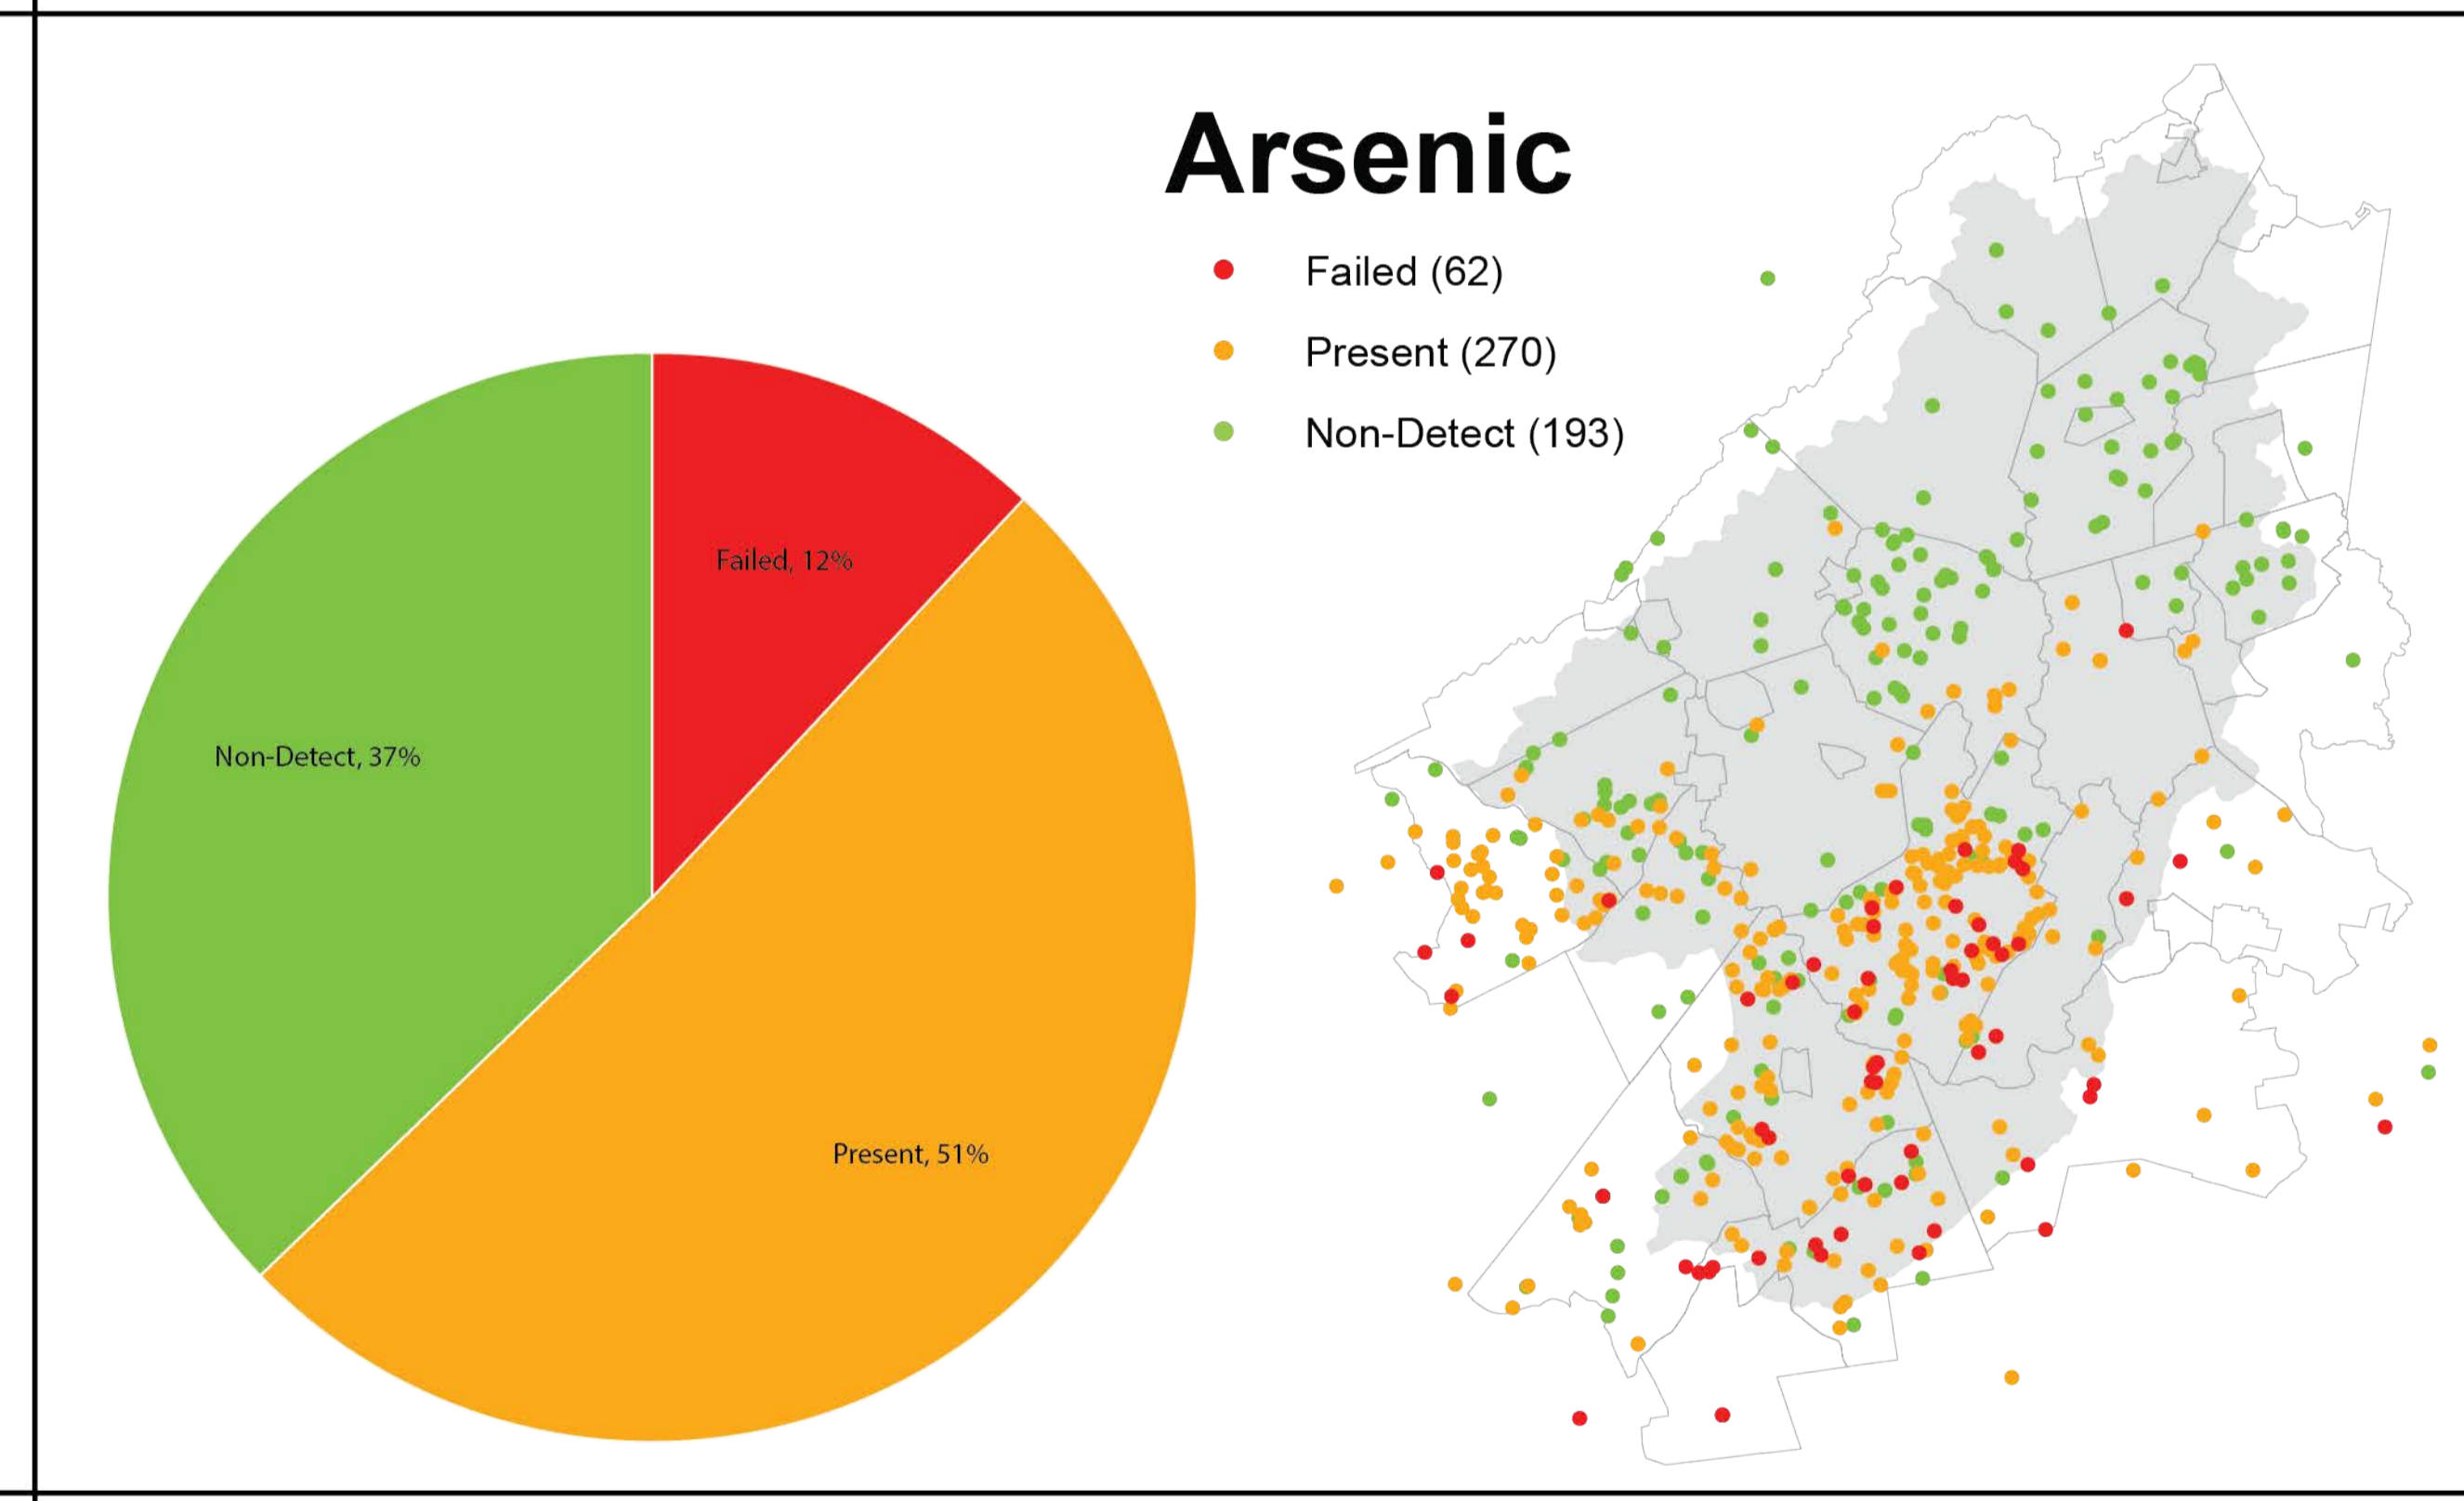 Arsenic
Failed (62)
Present (270)
Non-Detect (193)
Failed, 12%
Non-Detect, 37%
Present, 51%